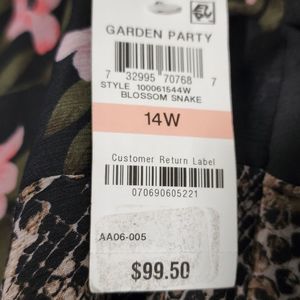 GARDEN PARTY
7 32995 70768 7
STYLE 100061544W
BLOSSOM SNAKE
14W
Customer Return Label
070690605221
AA06-005
$99.50